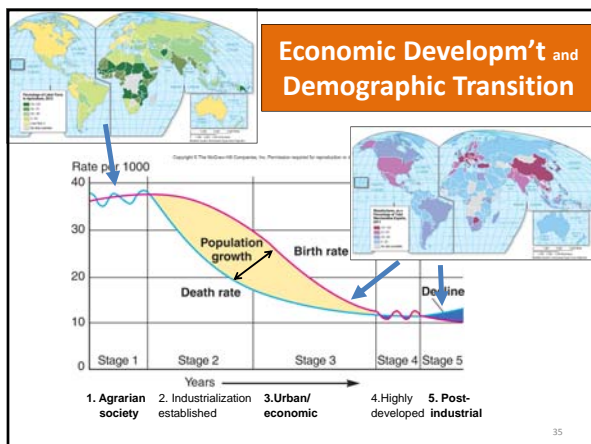 Economic Developm't and
Demographic Transition
Rate per 1000
40
30
20
10
0
Population
growth
Birth rate
Death rate
Decline
Stage 1
Stage 2
Stage 3
Stage 4
Stage 5
Years
1. Agrarian
society
2. Industrialization
established
3.Urban/
economic
4.Highly
developed
5. Post-
industrial
35